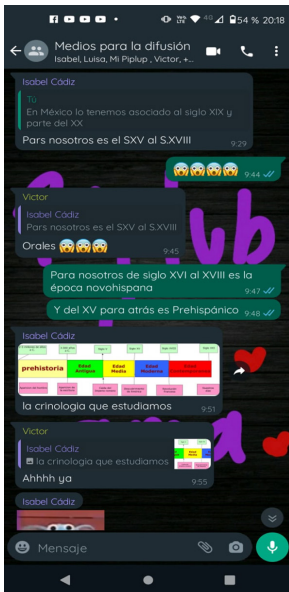 54 % 20:18
Medios para la difusión
Isabel, Luisa, Mi Piplup , Victor, +...
Isabel Cádiz
Tú
En México lo tenemos asociado al siglo XIX y
parte del XX
Pars nosotros es el SXV al S.XVIII
9:29
9:44
Victor
Isabel Cádiz
Pars nosotros es el SXV al S.XVIII
Orales
9:45
Para nosotros de siglo XVI al XVIII es la
época novohispana
9:47
Y del XV para atrás es Prehispánico
9:48
Isabel Cádiz
prehistoria
Edad
Antigua
Edad
Media
Edad
Moderna
la crinologia que estudiamos
9:51
Victor
Isabel Cádiz
la crinologia que estudiamos
Ahhhh ya
9:55
Isabel Cádiz
Mensaje